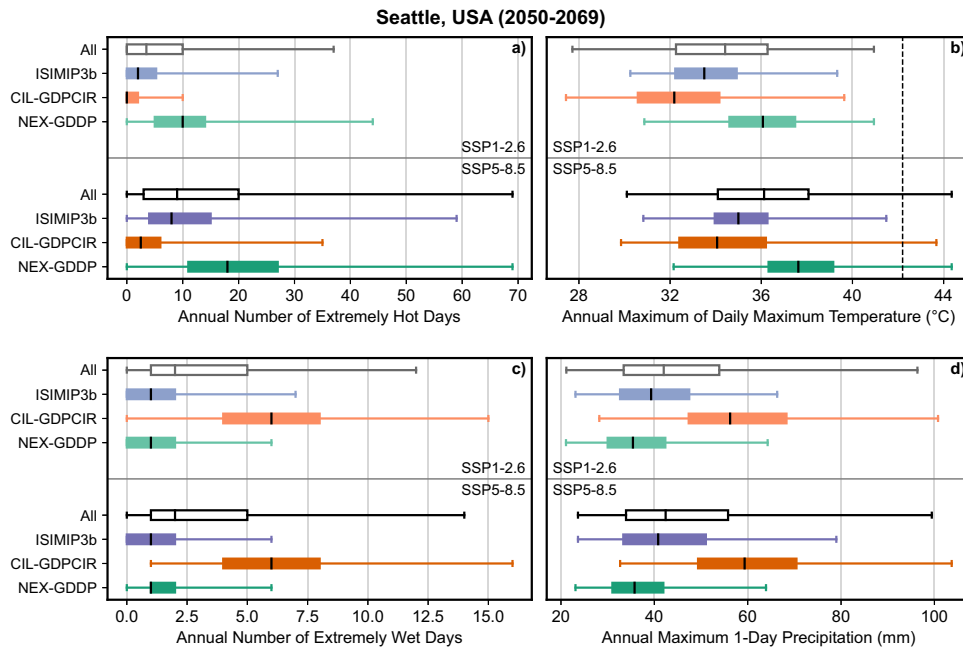 Seattle, USA (2050-2069)
a)
All
ISIMIP3b
CIL-GDPCIR
NEX-GDDP
SSP1-2.6
SSP5-8.5
All
ISIMIP3b
CIL-GDPCIR
NEX-GDDP
0 10 20 30 40 50 60 70
Annual Number of Extremely Hot Days
b)
SSP1-2.6
SSP5-8.5
28 32 36 40 44
Annual Maximum of Daily Maximum Temperature (°C)
c)
All
ISIMIP3b
CIL-GDPCIR
NEX-GDDP
SSP1-2.6
SSP5-8.5
All
ISIMIP3b
CIL-GDPCIR
NEX-GDDP
0.0 2.5 5.0 7.5 10.0 12.5 15.0
Annual Number of Extremely Wet Days
d)
SSP1-2.6
SSP5-8.5
20 40 60 80 100
Annual Maximum 1-Day Precipitation (mm)